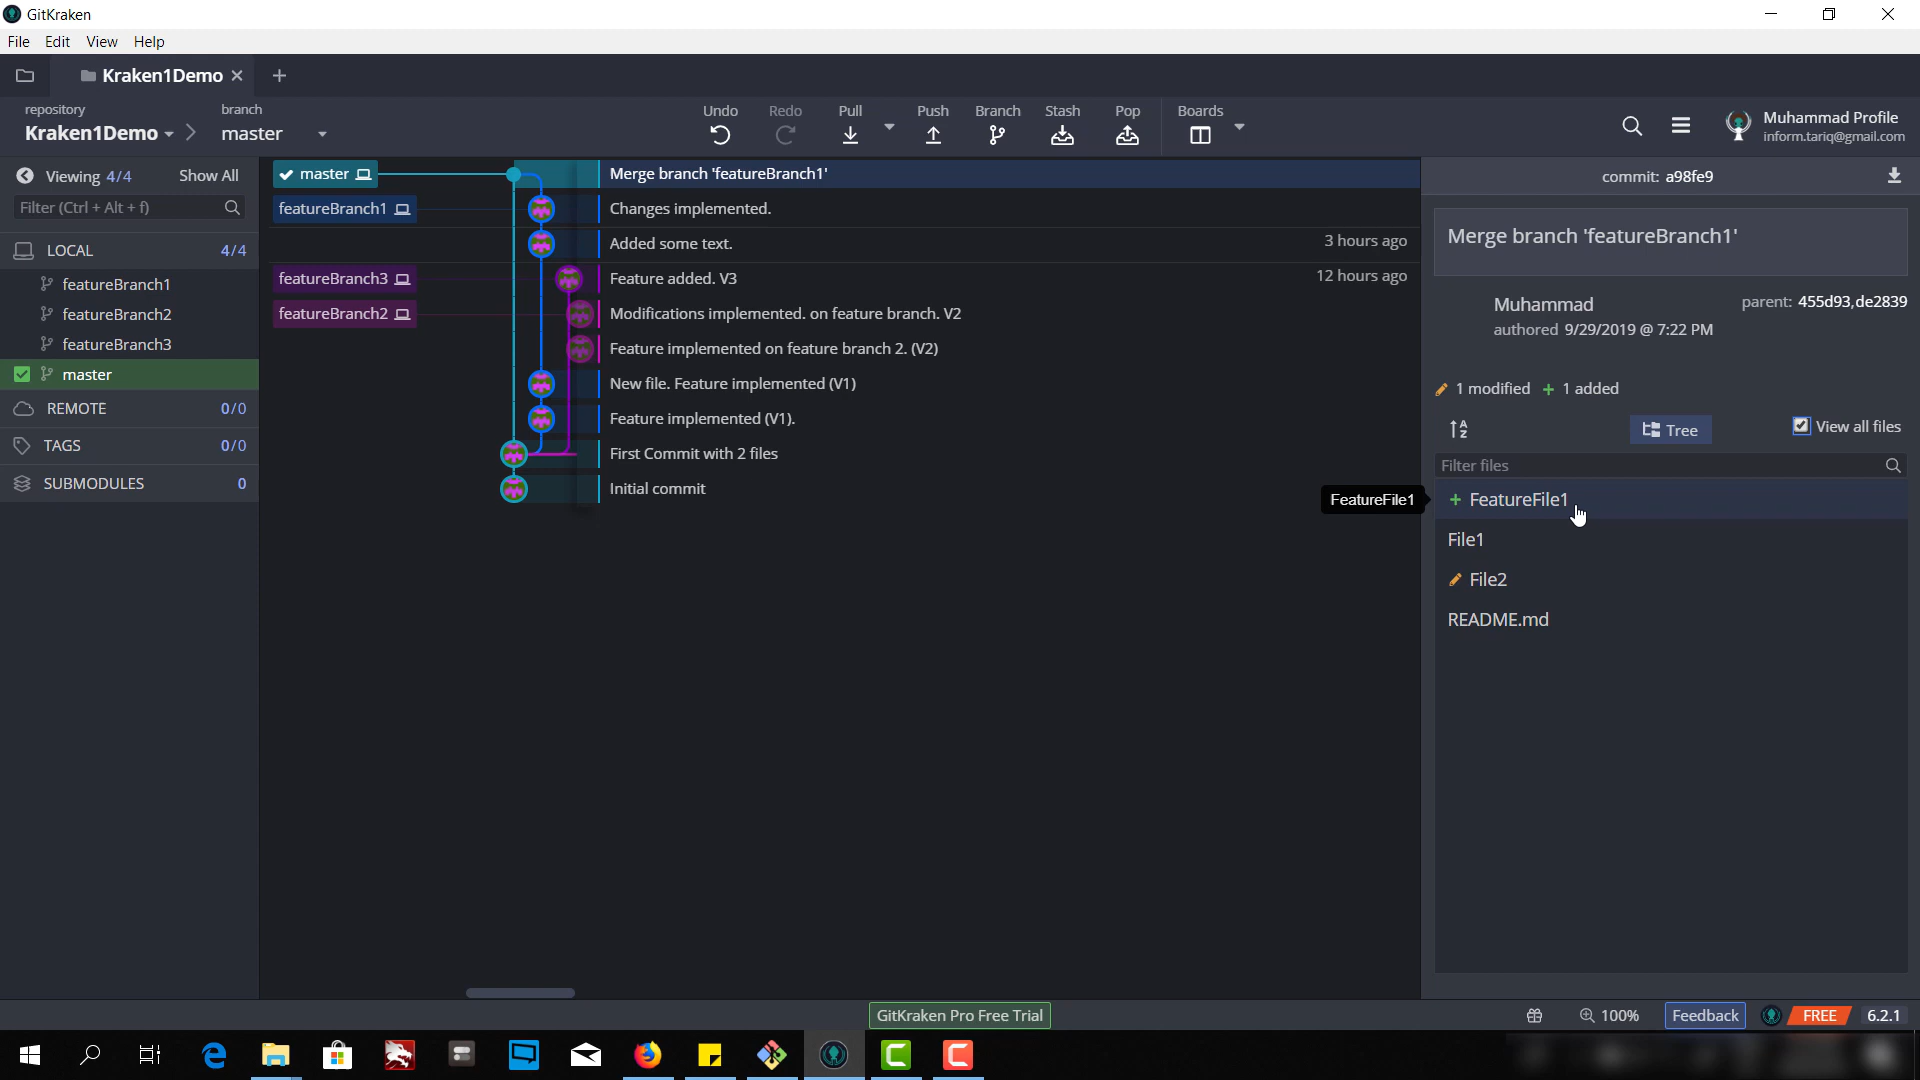 GitKraken
File Edit View Help
Kraken1Demo
repository
Kraken1Demo
branch
master
Undo
Redo
Pull
Push
Branch
Stash
Pop
Boards
Muhammad Profile
inform.tariq@gmail.com
Viewing 4/4 Show All
Filter (Ctrl + Alt + f)
LOCAL 4/4
featureBranch1
featureBranch2
featureBranch3
master
REMOTE 0/0
TAGS 0/0
SUBMODULES 0
master Merge branch 'featureBranch1'
featureBranch1 Changes implemented.
Added some text. 3 hours ago
featureBranch3 Feature added. V3 12 hours ago
featureBranch2 Modifications implemented. on feature branch. V2
Feature implemented on feature branch 2. (V2)
New file. Feature implemented (V1)
Feature implemented (V1).
First Commit with 2 files
Initial commit
commit: a98fe9
Merge branch 'featureBranch1'
Muhammad
authored 9/29/2019 @ 7:22 PM
parent: 455d93,de2839
1 modified + 1 added
Tree
View all files
Filter files
FeatureFile1
+ FeatureFile1
File1
File2
README.md
GitKraken Pro Free Trial
100%
Feedback
FREE
6.2.1